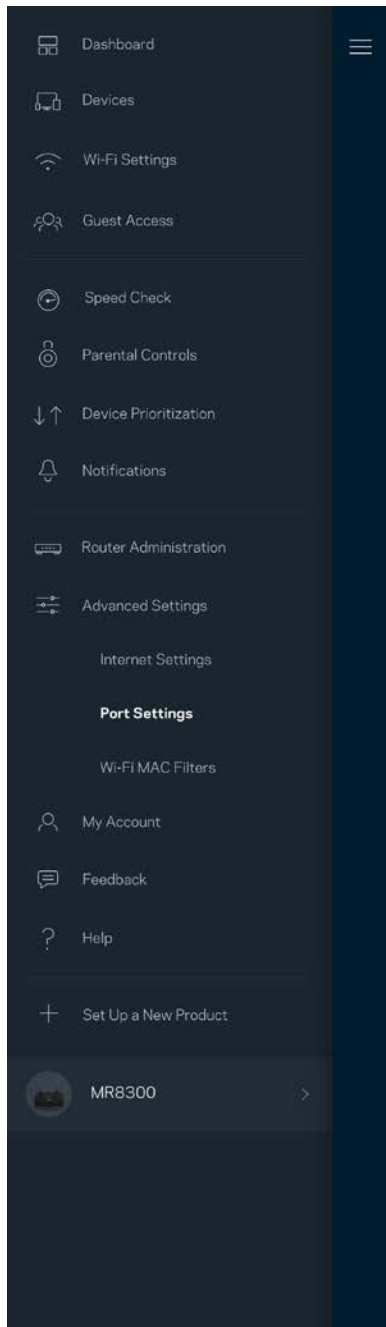 Dashboard
Devices
Wi-Fi Settings
Guest Access
Speed Check
Parental Controls
Device Prioritization
Notifications
Router Administration
Advanced Settings
Internet Settings
Port Settings
Wi-Fi MAC Filters
My Account
Feedback
Help
Set Up a New Product
MR8300